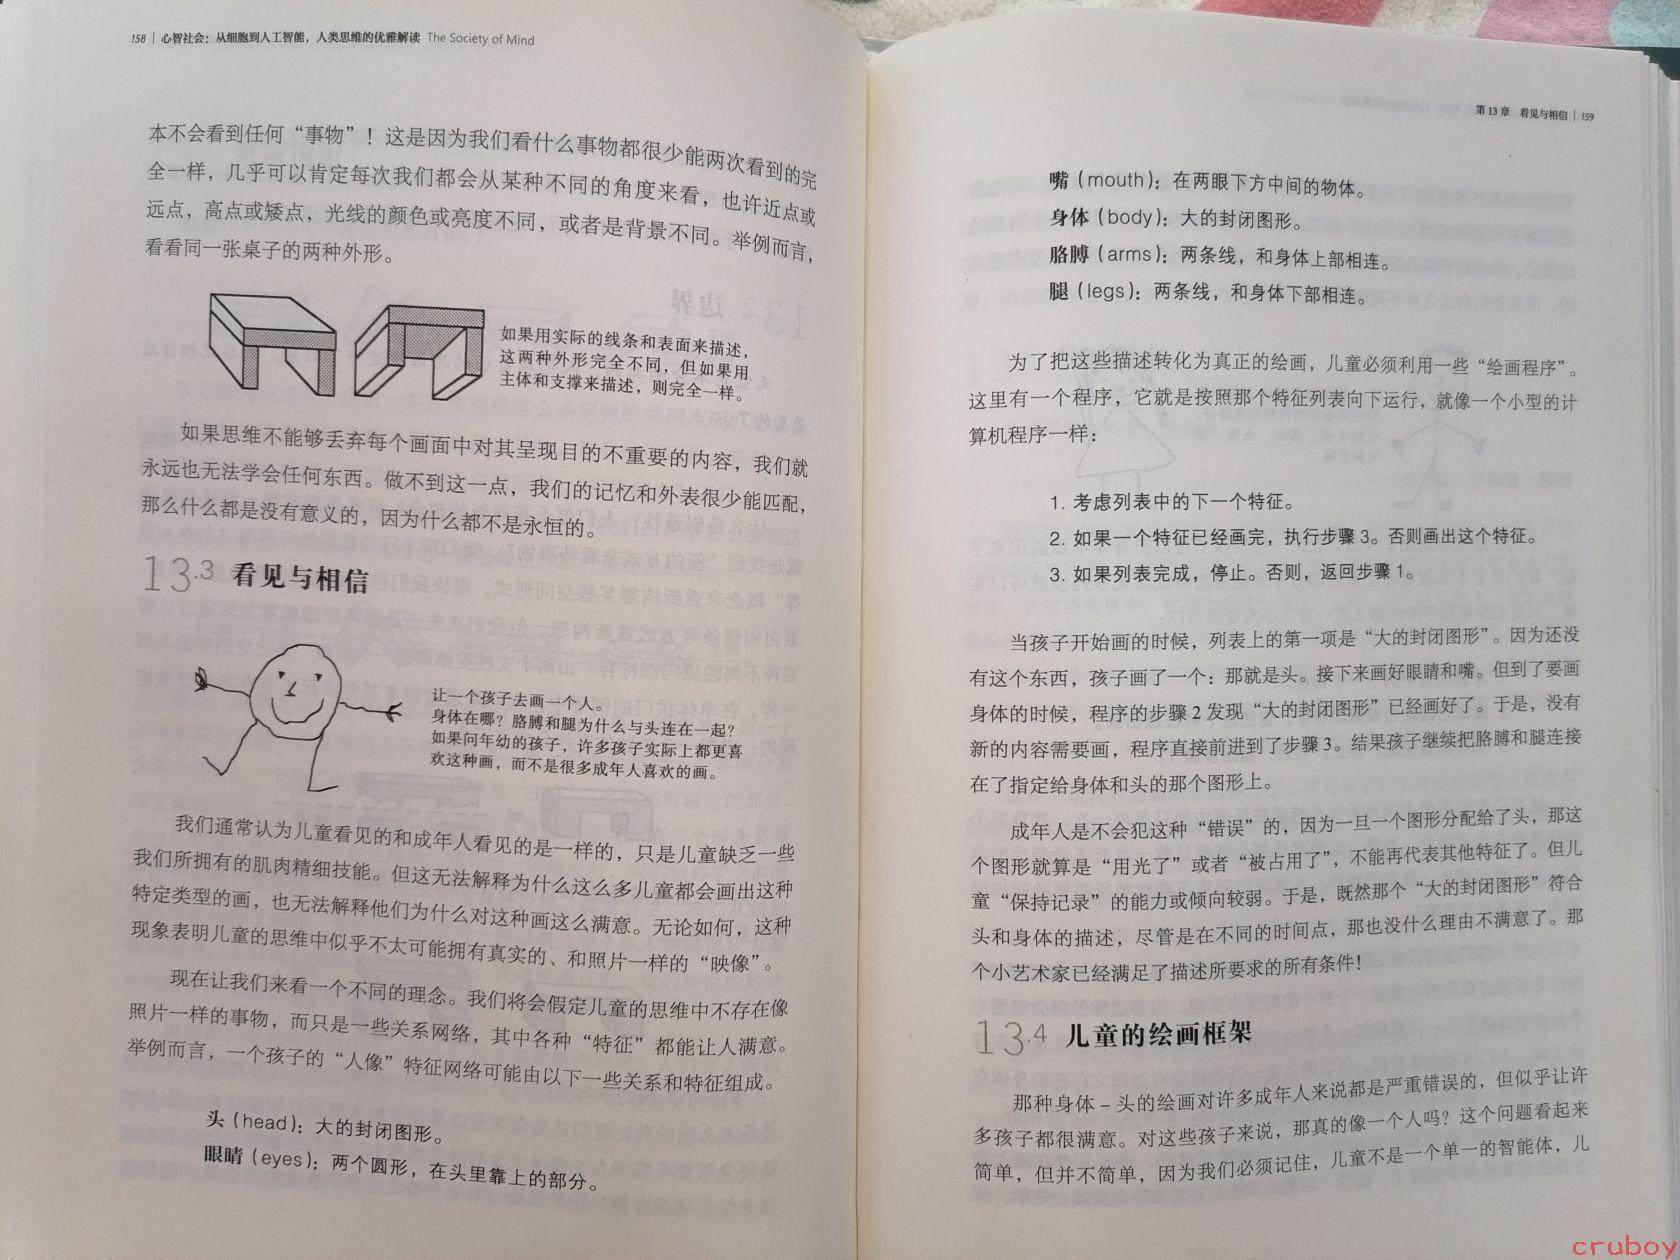 158 | 心智社会：从细胞到人工智能，人类思维的优雅解读 The Society of Mind
本不会看到任何“事物”！这是因为我们看什么事物都很少能两次看到的完
全一样，几乎可以肯定每次我们都会从某种不同的角度来看，也许近点或
远点，高点或矮点，光线的颜色或亮度不同，或者是背景不同。举例而言，
看看同一张桌子的两种外形。
如果用实际的线条和表面来描述，
这两种外形完全不同，但如果用
主体和支撑来描述，则完全一样。
如果思维不能够丢弃每个画面中对其呈现目的不重要的内容，我们就
永远也无法学会任何东西。做不到这一点，我们的记忆和外表很少能匹配，
那么什么都是没有意义的，因为什么都不是永恒的。
13.3 看见与相信
让一个孩子去画一个人。
身体在哪？胳膊和腿为什么与头连在一起？
如果问年幼的孩子，许多孩子实际上都更喜
欢这种画，而不是很多成年人喜欢的画。
我们通常认为儿童看见的和成年人看见的是一样的，只是儿童缺乏一些
我们所拥有的肌肉精细技能。但这无法解释为什么这么多儿童都会画出这种
特定类型的画，也无法解释他们为什么对这种画这么满意。无论如何，这种
现象表明儿童的思维中似乎不太可能拥有真实的、和照片一样的“映像”。
现在让我们来看一个不同的理念。我们将会假定儿童的思维中不存在像
照片一样的事物，而只是一些关系网络，其中各种“特征”都能让人满意。
举例而言，一个孩子的“人像”特征网络可能由以下一些关系和特征组成。
头（head）：大的封闭图形。
眼睛（eyes）：两个圆形，在头里靠上的部分。
第 13 章 看见与相信 | 159
嘴（mouth）：在两眼下方中间的物体。
身体（body）：大的封闭图形。
胳膊（arms）：两条线，和身体上部相连。
腿（legs）：两条线，和身体下部相连。
为了把这些描述转化为真正的绘画，儿童必须利用一些“绘画程序”。
这里有一个程序，它就是按照那个特征列表向下运行，就像一个小型的计
算机程序一样：
1. 考虑列表中的下一个特征。
2. 如果一个特征已经画完，执行步骤 3。否则画出这个特征。
3. 如果列表完成，停止。否则，返回步骤 1。
当孩子开始画的时候，列表上的第一项是“大的封闭图形”。因为还没
有这个东西，孩子画了一个：那就是头。接下来画好眼睛和嘴。但到了要画
身体的时候，程序的步骤 2 发现“大的封闭图形”已经画好了。于是，没有
新的内容需要画，程序直接前进到了步骤 3。结果孩子继续把胳膊和腿连接
在了指定给身体和头的那个图形上。
成年人是不会犯这种“错误”的，因为一旦一个图形分配给了头，那这
个图形就算是“用光了”或者“被占用了”，不能再代表其他特征了。但儿
童“保持记录”的能力或倾向较弱。于是，既然那个“大的封闭图形”符合
头和身体的描述，尽管是在不同的时间点，那也没什么理由不满意了。那
个小艺术家已经满足了描述所要求的所有条件！
13.4 儿童的绘画框架
那种身体－头的绘画对许多成年人来说都是严重错误的，但似乎让许
多孩子都很满意。对这些孩子来说，那真的像一个人吗？这个问题看起来
简单，但并不简单，因为我们必须记住，儿童不是一个单一的智能体，儿
cruboy